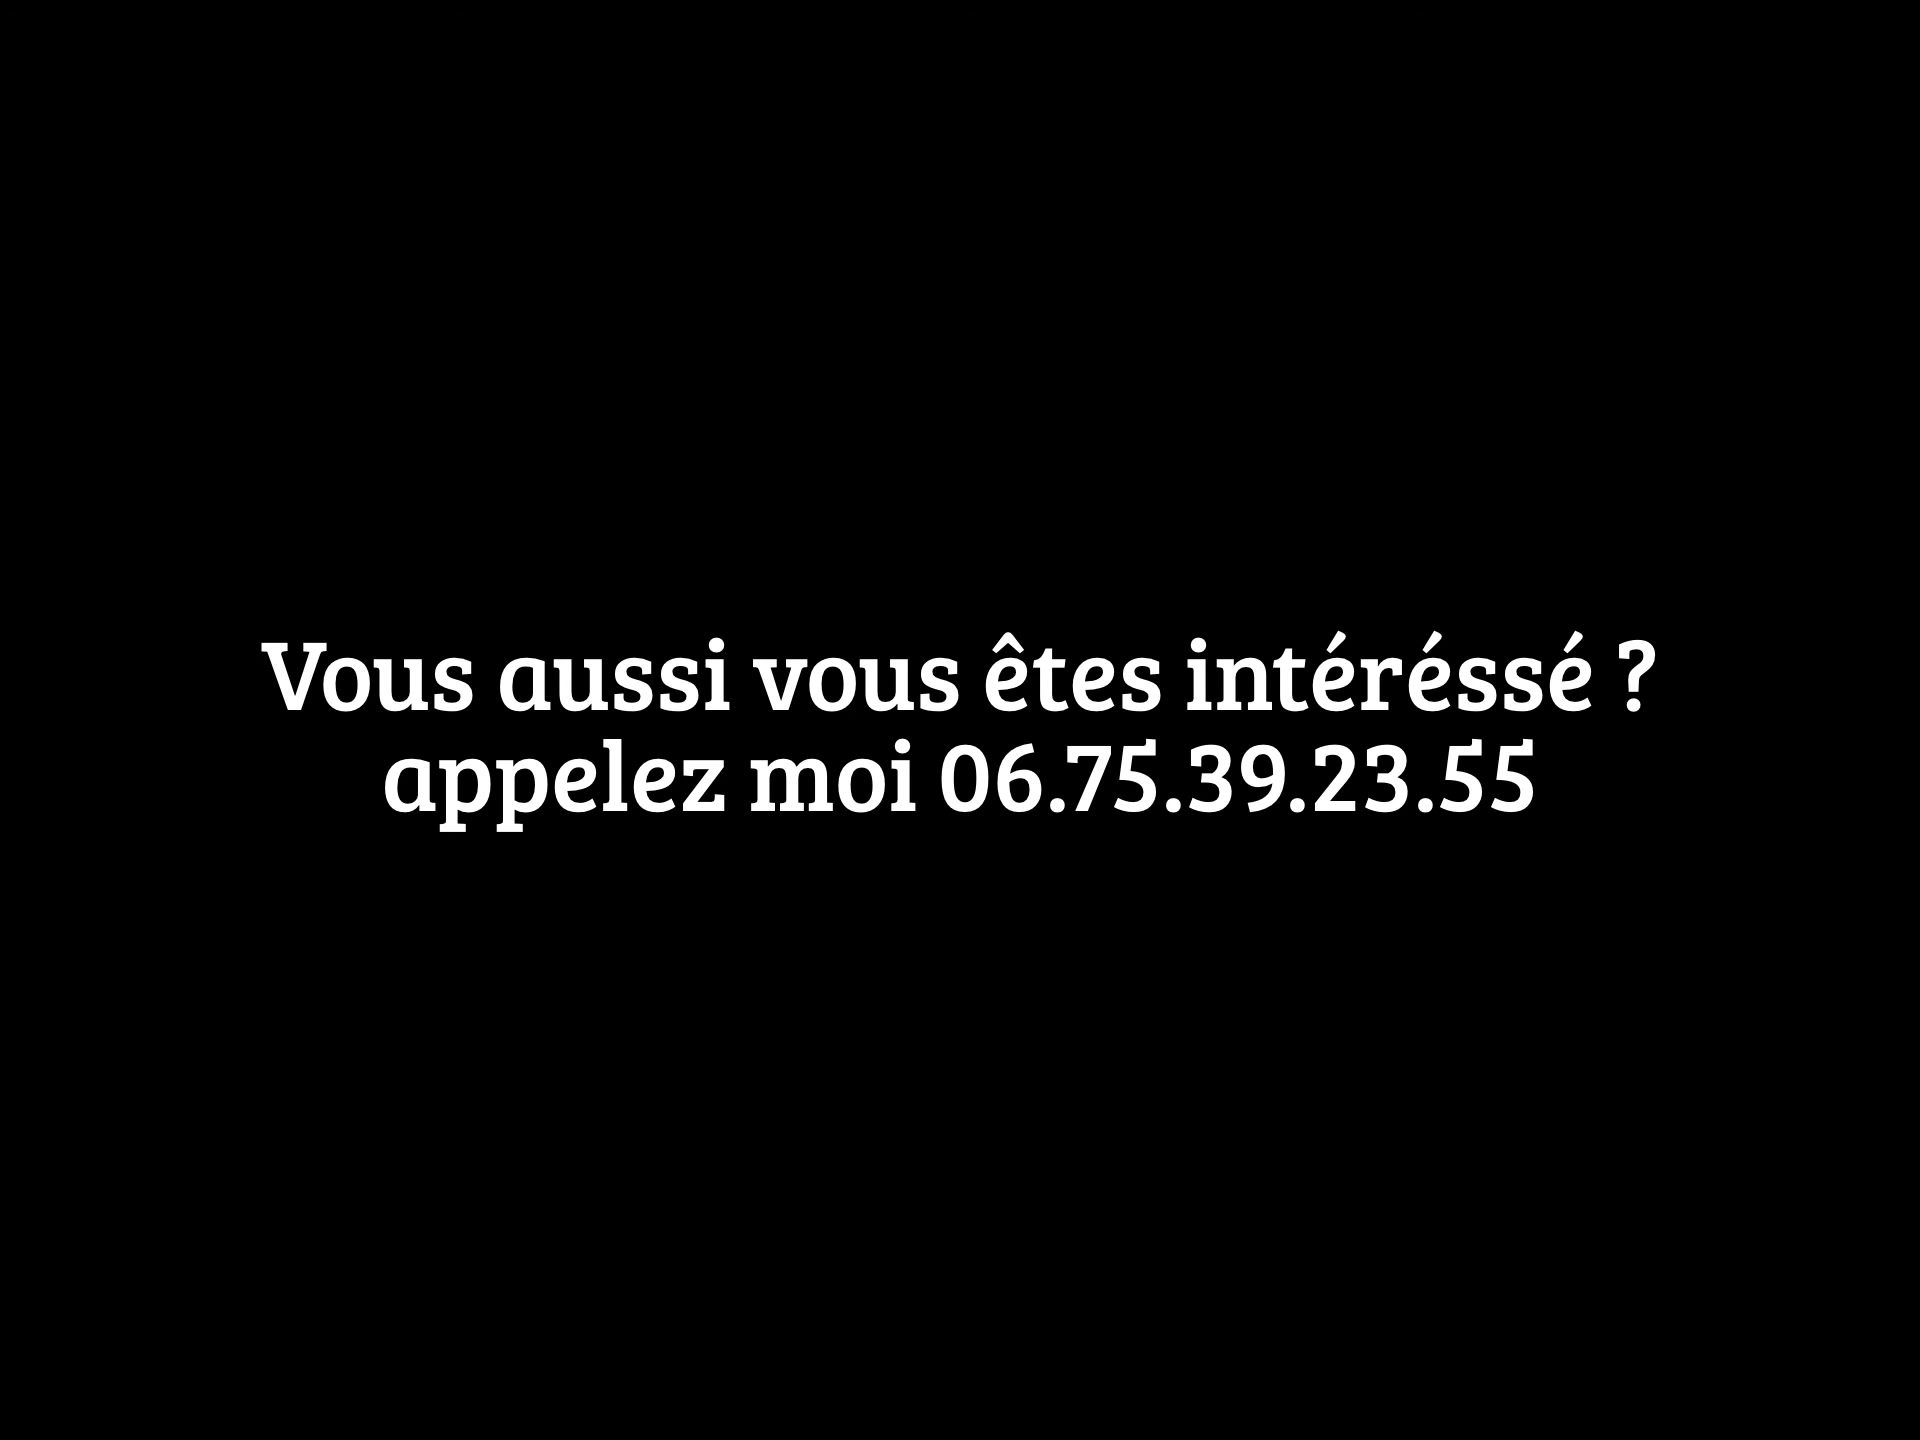 Vous aussi vous êtes intéréssé ?
appelez moi 06.75.39.23.55